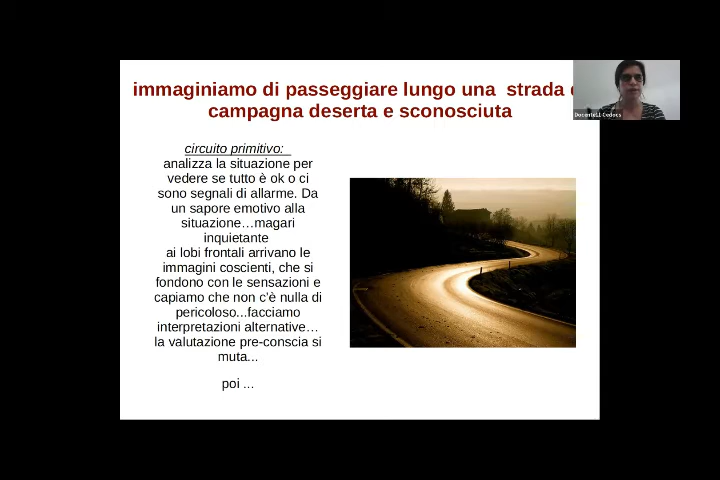 immaginiamo di passeggiare lungo una strada
campagna deserta e sconosciuta
circuito primitivo:
analizza la situazione per
vedere se tutto è ok o ci
sono segnali di allarme. Da
un sapore emotivo alla
situazione…magari
inquietante
ai lobi frontali arrivano le
immagini coscienti, che si
fondono con le sensazioni e
capiamo che non c'è nulla di
pericoloso...facciamo
interpretazioni alternative…
la valutazione pre-conscia si
muta...
poi ...